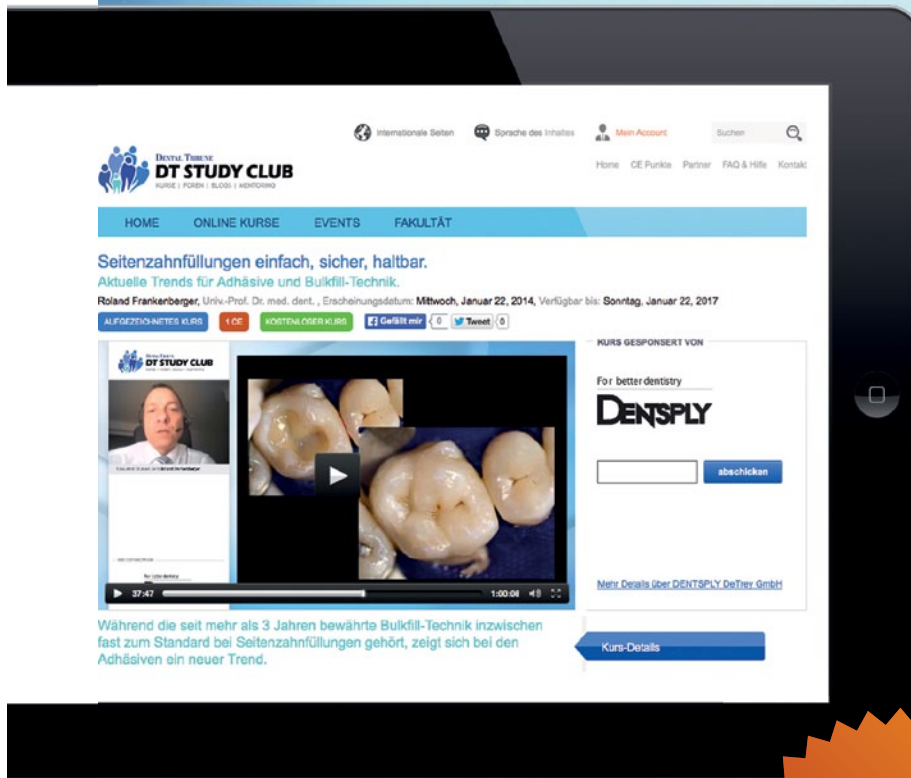 Internationale Seiten
Sprache des Inhaltes
Mein Account
Suchen
DENTAL TRIBUNE
DT STUDY CLUB
KURSE | FOREN | BLOGS | MENTORING
Home CE Punkte Partner FAQ & Hilfe Kontakt
HOME ONLINE KURSE EVENTS FAKULTÄT
Seitenzahnfüllungen einfach, sicher, haltbar.
Aktuelle Trends für Adhäsive und Bulkfill-Technik.
Roland Frankenberger, Univ.-Prof. Dr. med. dent. , Erscheinungsdatum: Mittwoch, Januar 22, 2014, Verfügbar bis: Sonntag, Januar 22, 2017
AUFGEZEICHNETES KURS 1 CE KOSTENLOSER KURS Gefällt mir 0 Tweet 0
DT STUDY CLUB
For better dentistry
37:47 1:00:04
KURS GESPONSERT VON
For better dentistry
DENTSPLY
abschicken
Mehr Details über DENTSPLY DeTrey GmbH
Während die seit mehr als 3 Jahren bewährte Bulkfill-Technik inzwischen
fast zum Standard bei Seitenzahnfüllungen gehört, zeigt sich bei den
Adhäsiven ein neuer Trend.
Kurs-Details